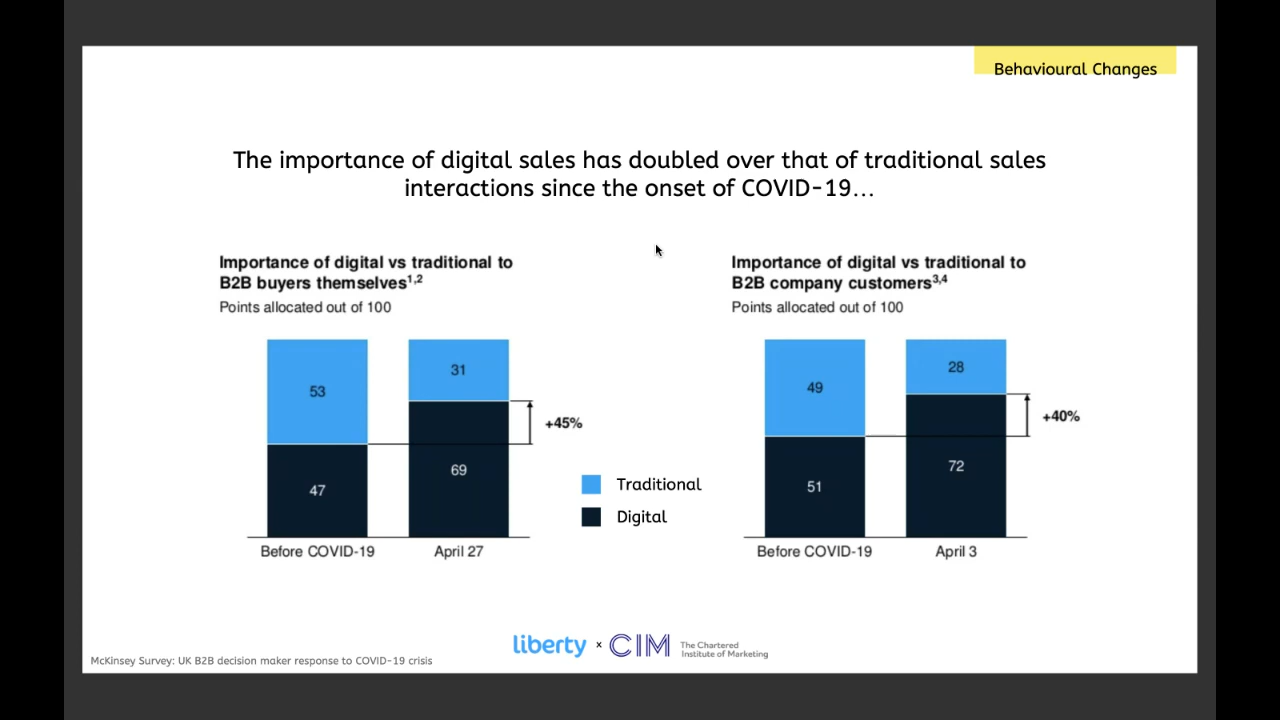 Behavioural Changes
The importance of digital sales has doubled over that of traditional sales
interactions since the onset of COVID-19...
Importance of digital vs traditional to
B2B buyers themselves1,2
Points allocated out of 100
53
47
Before COVID-19
31
69
April 27
+45%
Traditional
Digital
Importance of digital vs traditional to
B2B company customers3,4
Points allocated out of 100
49
51
Before COVID-19
28
72
April 3
+40%
liberty x CIM The Chartered
Institute of Marketing
McKinsey Survey: UK B2B decision maker response to COVID-19 crisis